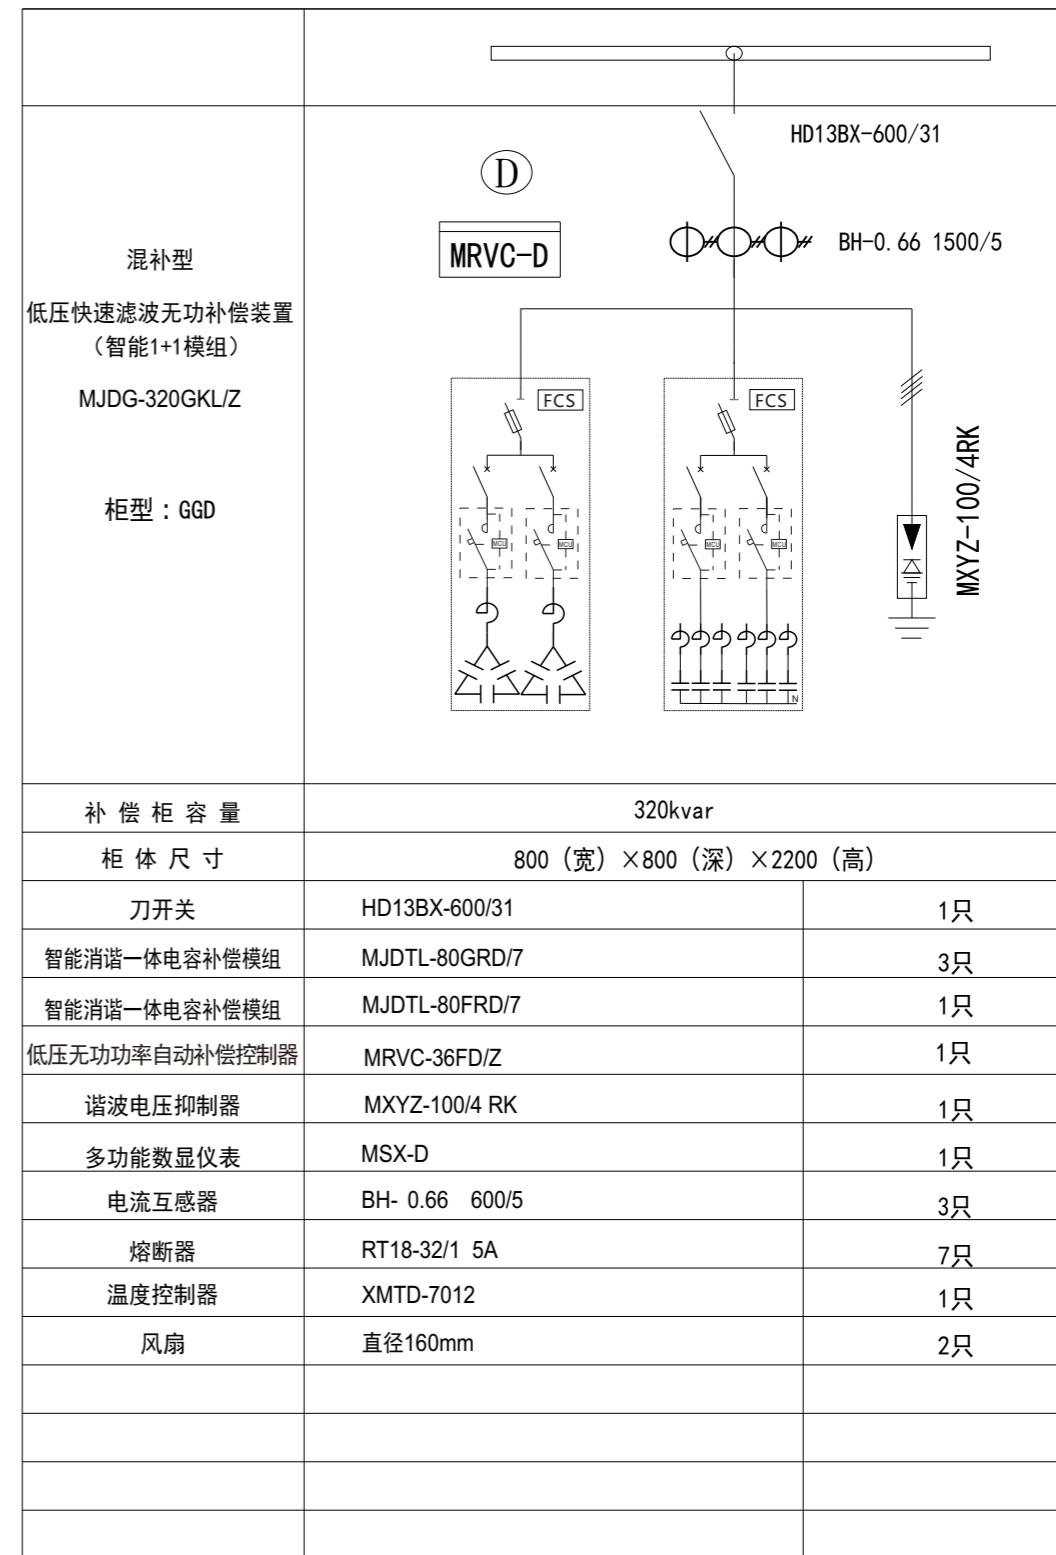 HD13BX-600/31
D
MRVC-D
BH-0.66 1500/5
混补型
低压快速滤波无功补偿装置
（智能1+1模组）
MJDG-320GKL/Z
柜型：GGD
FCS
FCS
MXYZ-100/4RK
MCU
MCU
MCU
MCU
N
补偿柜容量 320kvar
柜体尺寸 800（宽）×800（深）×2200（高）
刀开关 HD13BX-600/31 1只
智能消谐一体电容补偿模组 MJDTL-80GRD/7 3只
智能消谐一体电容补偿模组 MJDTL-80FRD/7 1只
低压无功功率自动补偿控制器 MRVC-36FD/Z 1只
谐波电压抑制器 MXYZ-100/4 RK 1只
多功能数显仪表 MSX-D 1只
电流互感器 BH- 0.66 600/5 3只
熔断器 RT18-32/1 5A 7只
温度控制器 XMTD-7012 1只
风扇 直径160mm 2只